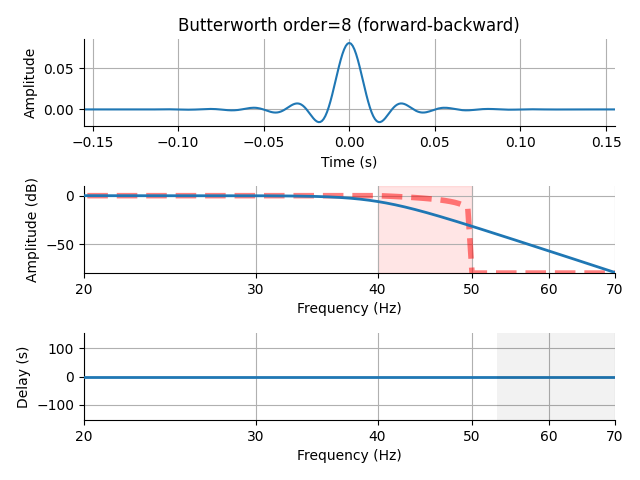 Butterworth order=8 (forward-backward)
Amplitude
0.05
0.00
−0.15 −0.10 −0.05 0.00 0.05 0.10 0.15
Time (s)
Amplitude (dB)
0
−50
20 30 40 50 60 70
Frequency (Hz)
Delay (s)
100
0
−100
20 30 40 50 60 70
Frequency (Hz)